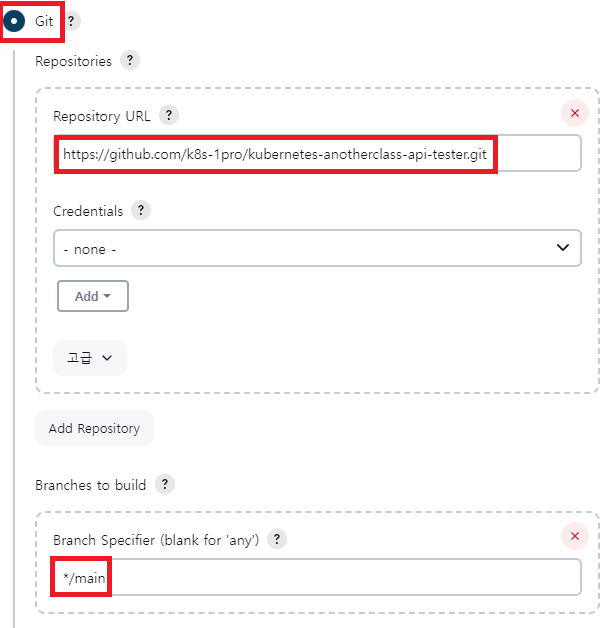 Git ?
Repositories ?
Repository URL ?
https://github.com/k8s-1pro/kubernetes-anotherclass-api-tester.git
Credentials ?
- none -
Add
고급
Add Repository
Branches to build ?
Branch Specifier (blank for 'any') ?
*/main